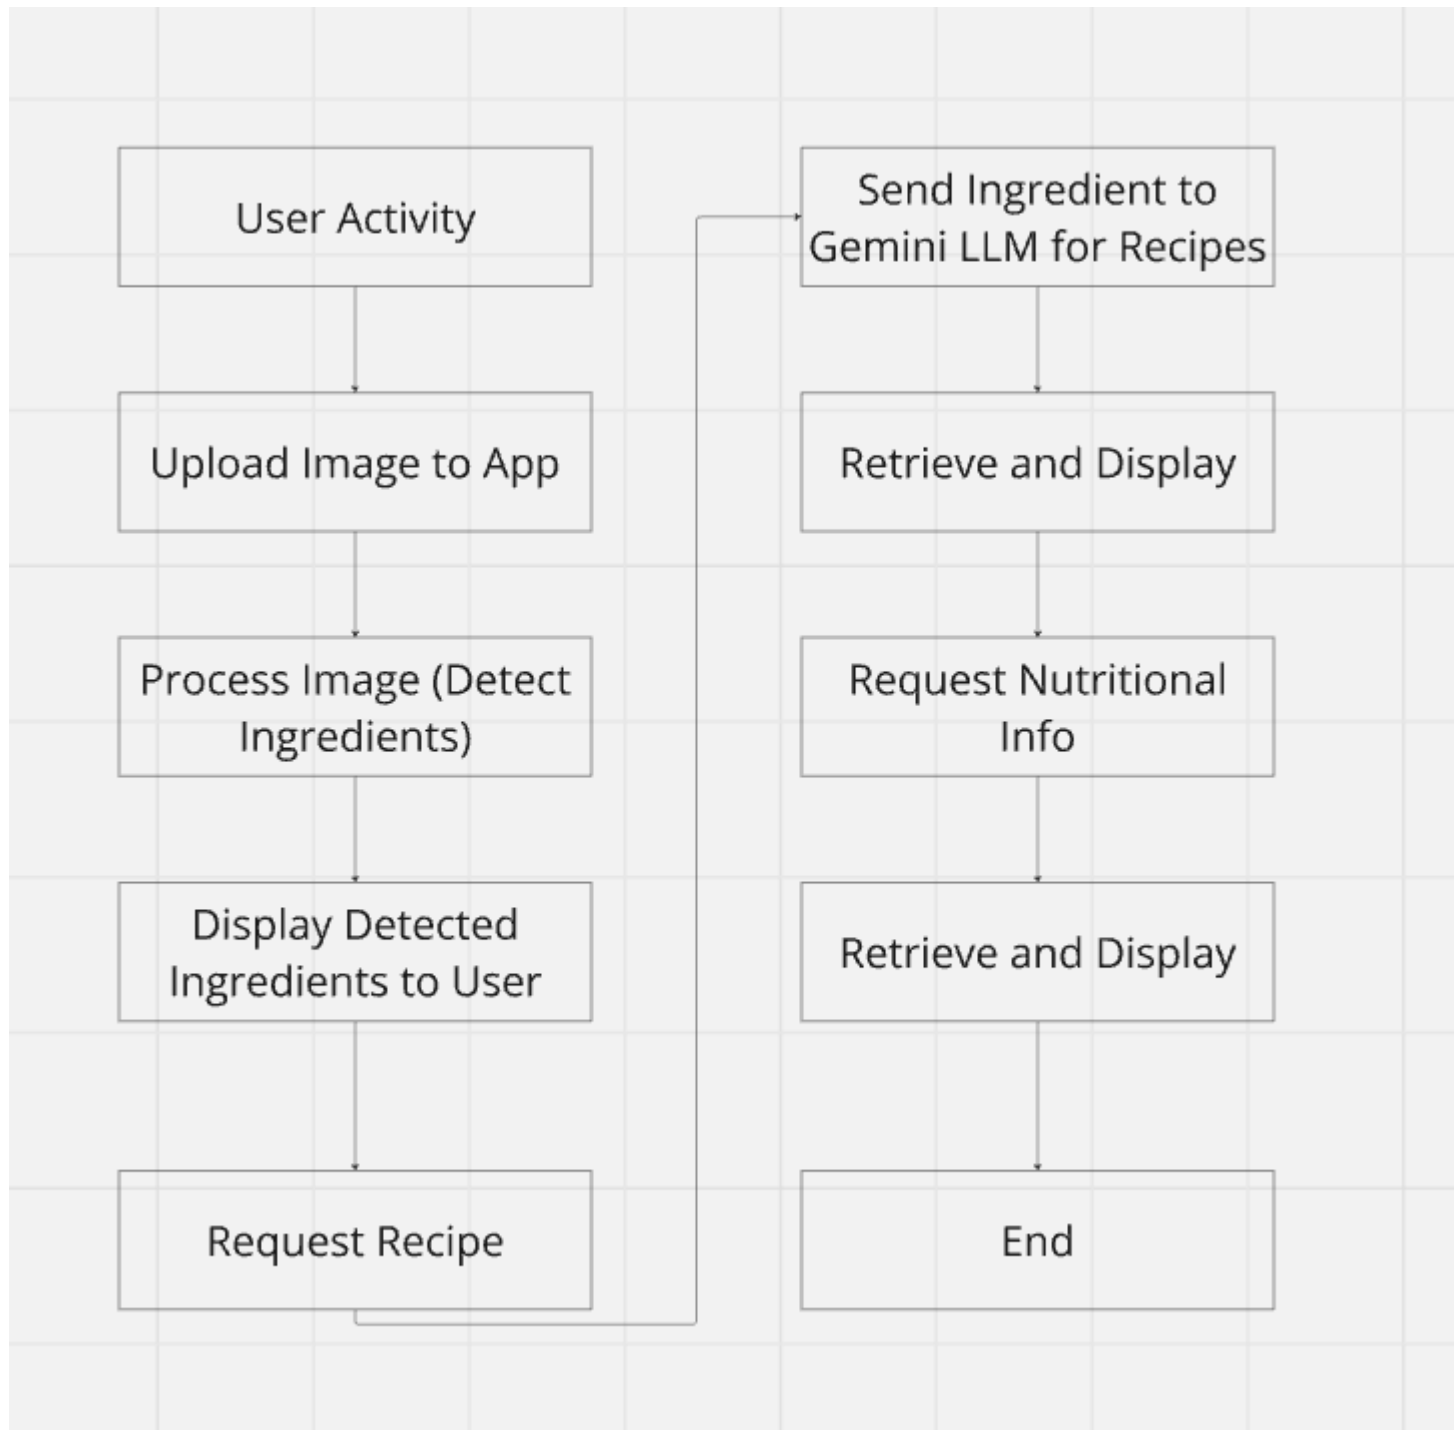 User Activity
Upload Image to App
Process Image (Detect
Ingredients)
Display Detected
Ingredients to User
Request Recipe
Send Ingredient to
Gemini LLM for Recipes
Retrieve and Display
Request Nutritional
Info
Retrieve and Display
End